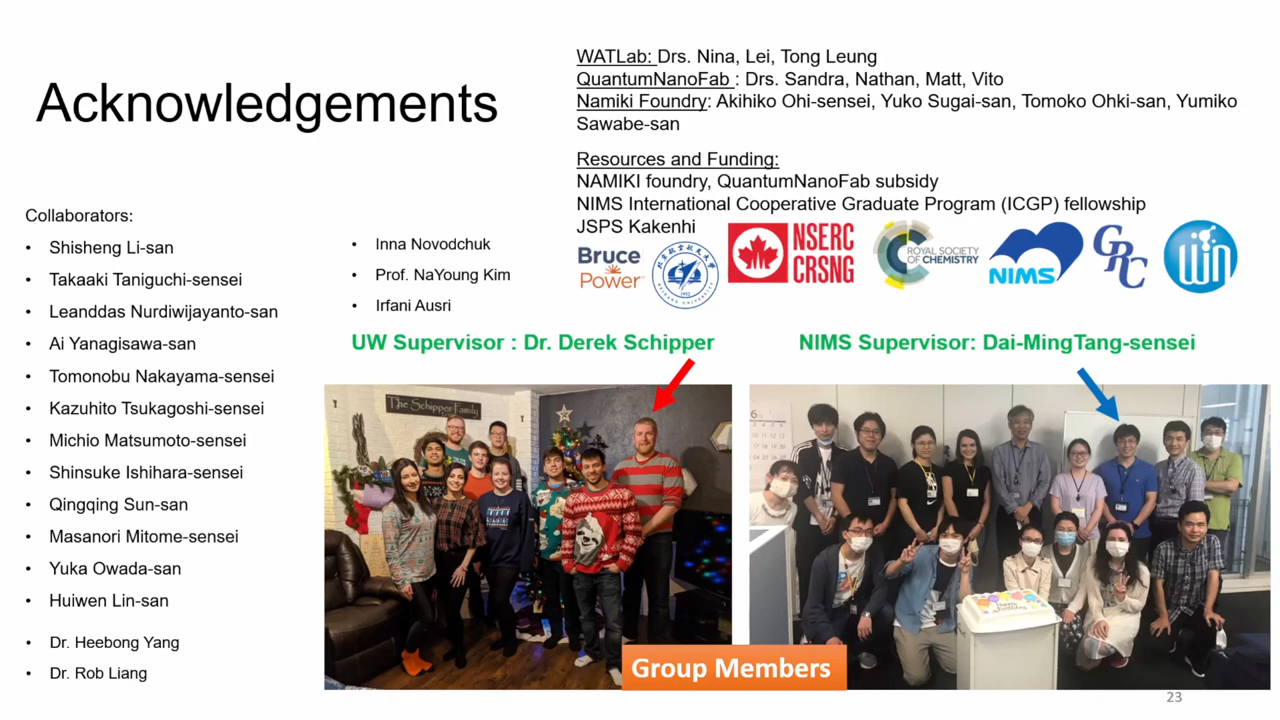 Acknowledgements
WATLab: Drs. Nina, Lei, Tong Leung
QuantumNanoFab : Drs. Sandra, Nathan, Matt, Vito
Namiki Foundry: Akihiko Ohi-sensei, Yuko Sugai-san, Tomoko Ohki-san, Yumiko
Sawabe-san
Resources and Funding:
NAMIKI foundry, QuantumNanoFab subsidy
NIMS International Cooperative Graduate Program (ICGP) fellowship
JSPS Kakenhi
Bruce
Power
NSERC
CRSNG
ROYAL SOCIETY
OF CHEMISTRY
NIMS
GRC
win
Collaborators:
• Shisheng Li-san
• Takaaki Taniguchi-sensei
• Leanddas Nurdiwijayanto-san
• Ai Yanagisawa-san
• Tomonobu Nakayama-sensei
• Kazuhito Tsukagoshi-sensei
• Michio Matsumoto-sensei
• Shinsuke Ishihara-sensei
• Qingqing Sun-san
• Masanori Mitome-sensei
• Yuka Owada-san
• Huiwen Lin-san
• Dr. Heebong Yang
• Dr. Rob Liang
• Inna Novodchuk
• Prof. NaYoung Kim
• Irfani Ausri
UW Supervisor : Dr. Derek Schipper
NIMS Supervisor: Dai-MingTang-sensei
The Schipper Family
Group Members
23